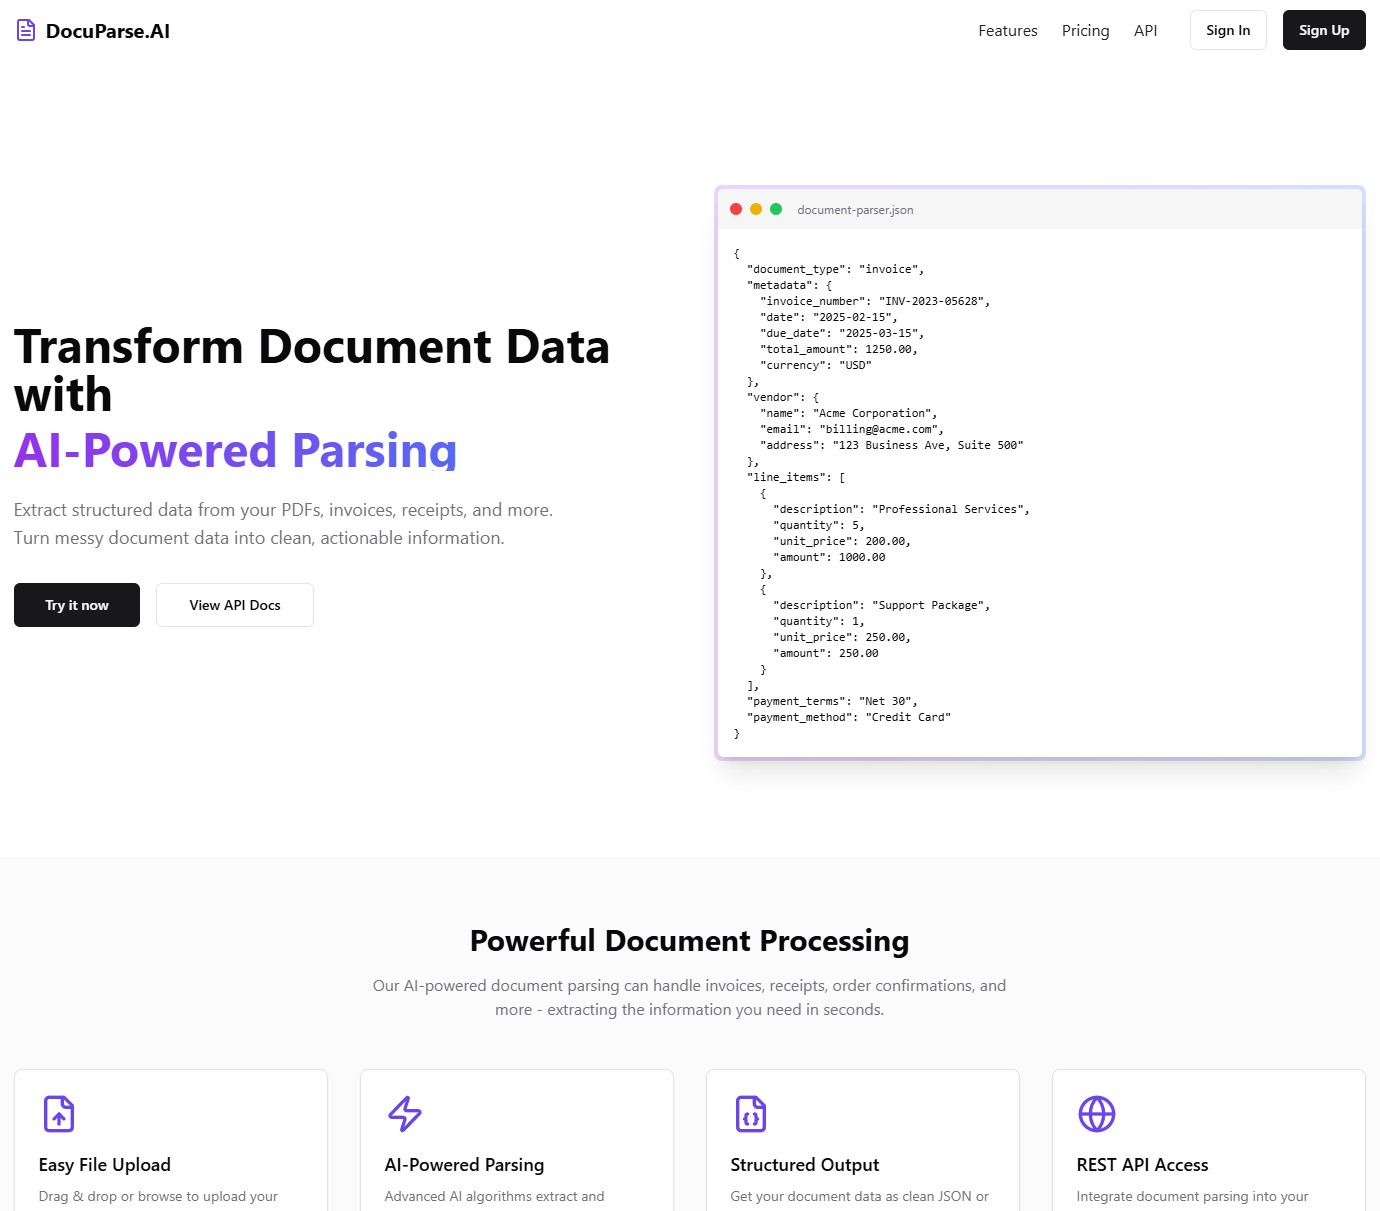 DocuParse.AI
Features
Pricing
API
Sign In
Sign Up
Transform Document Data
with
AI-Powered Parsing
Extract structured data from your PDFs, invoices, receipts, and more.
Turn messy document data into clean, actionable information.
Try it now
View API Docs
document-parser.json
{
  "document_type": "invoice",
  "metadata": {
    "invoice_number": "INV-2023-05628",
    "date": "2025-02-15",
    "due_date": "2025-03-15",
    "total_amount": 1250.00,
    "currency": "USD"
  },
  "vendor": {
    "name": "Acme Corporation",
    "email": "billing@acme.com",
    "address": "123 Business Ave, Suite 500"
  },
  "line_items": [
    {
      "description": "Professional Services",
      "quantity": 5,
      "unit_price": 200.00,
      "amount": 1000.00
    },
    {
      "description": "Support Package",
      "quantity": 1,
      "unit_price": 250.00,
      "amount": 250.00
    }
  ],
  "payment_terms": "Net 30",
  "payment_method": "Credit Card"
}
Powerful Document Processing
Our AI-powered document parsing can handle invoices, receipts, order confirmations, and
more - extracting the information you need in seconds.
Easy File Upload
Drag & drop or browse to upload your
AI-Powered Parsing
Advanced AI algorithms extract and
Structured Output
Get your document data as clean JSON or
REST API Access
Integrate document parsing into your